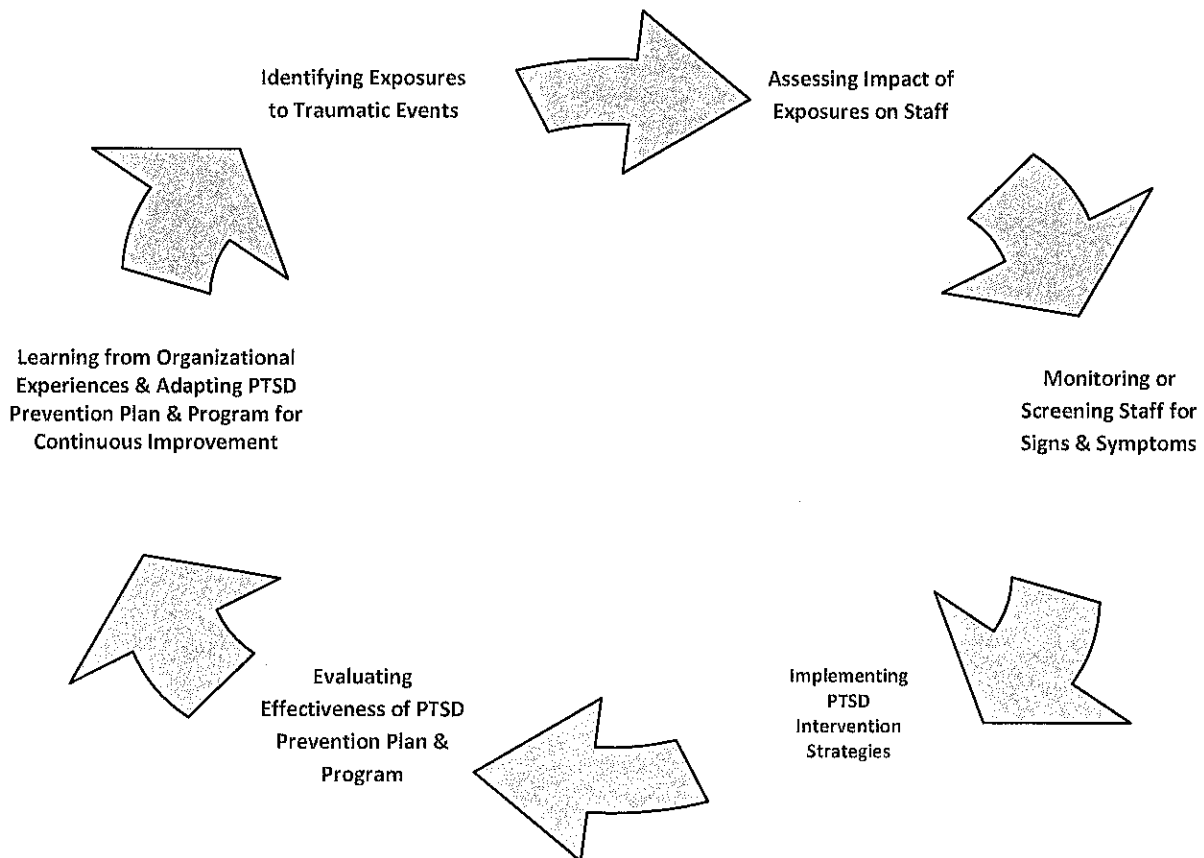 Identifying Exposures
to Traumatic Events
Assessing Impact of
Exposures on Staff
Monitoring or
Screening Staff for
Signs & Symptoms
Implementing
PTSD
Intervention
Strategies
Evaluating
Effectiveness of PTSD
Prevention Plan &
Program
Learning from Organizational
Experiences & Adapting PTSD
Prevention Plan & Program for
Continuous Improvement